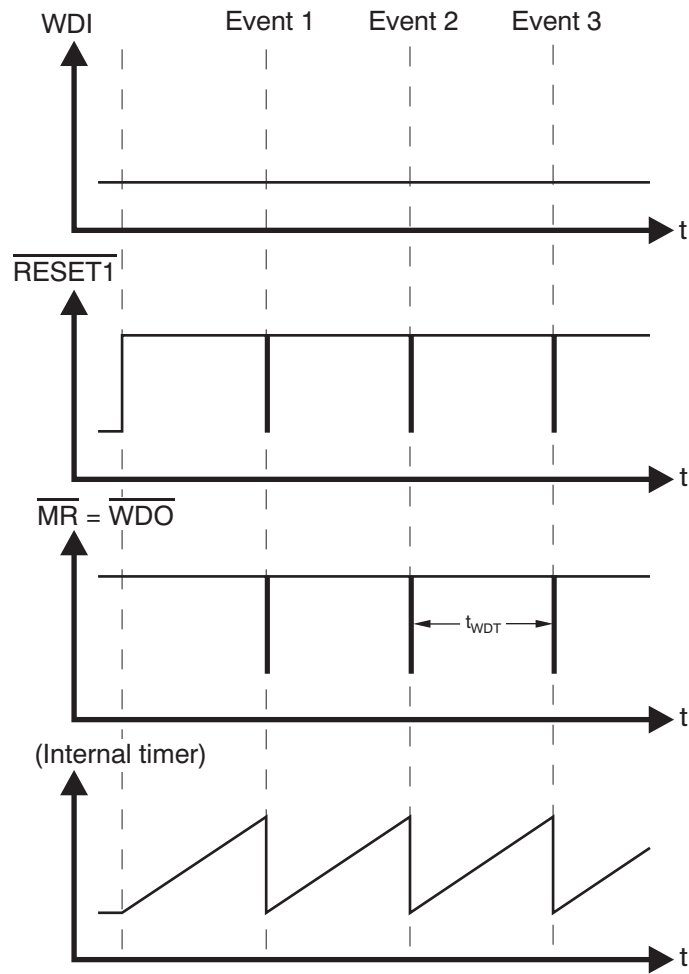 WDI Event 1 Event 2 Event 3
t
RESET1
t
MR = WDO
tWDT
t
(Internal timer)
t